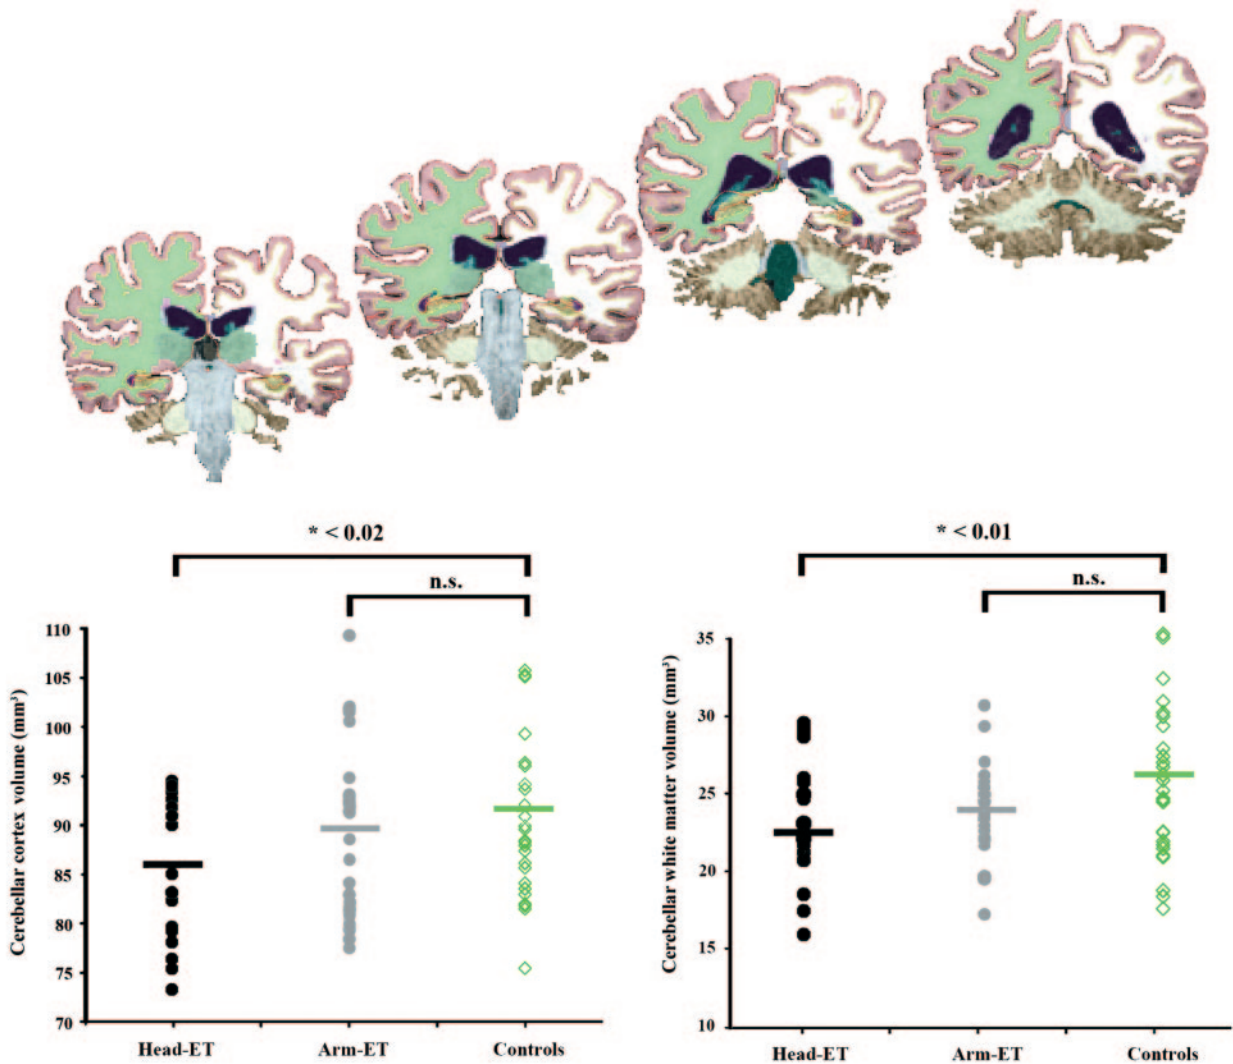 * < 0.02
n.s.
Cerebellar cortex volume (mm³)
110
105
100
95
90
85
80
75
70
Head-ET
Arm-ET
Controls
* < 0.01
n.s.
Cerebellar white matter volume (mm³)
35
30
25
20
15
10
Head-ET
Arm-ET
Controls